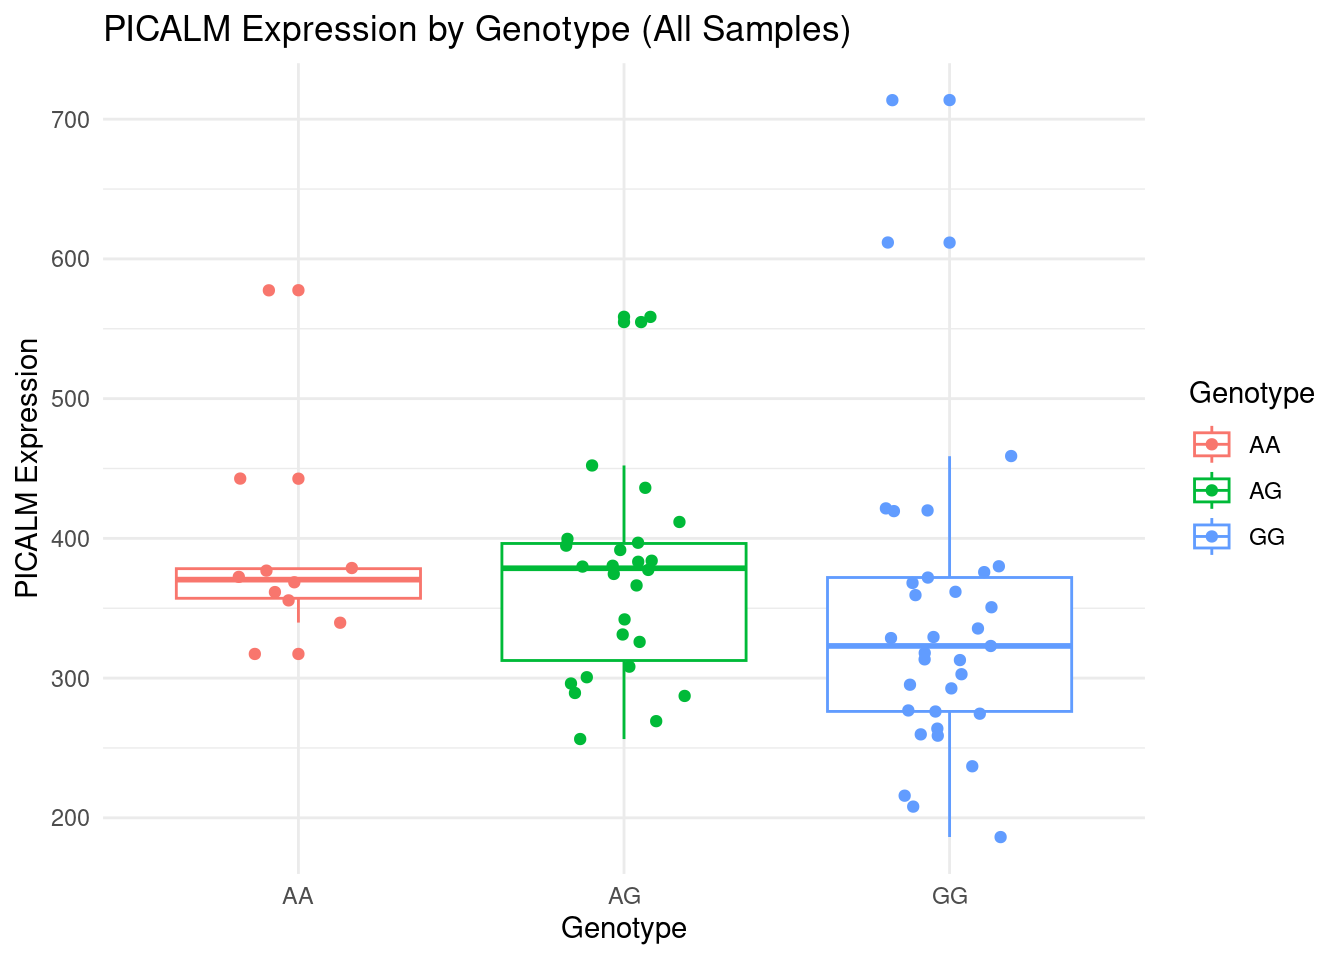 PICALM Expression by Genotype (All Samples)
700
600
500
400
300
200
PICALM Expression
AA
AG
GG
Genotype
Genotype
AA
AG
GG